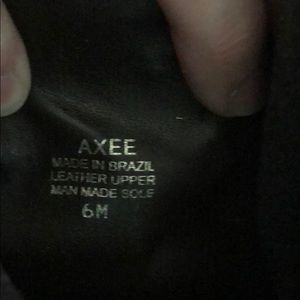 AXEE
MADE IN BRAZIL
LEATHER UPPER
MAN MADE SOLE
6M